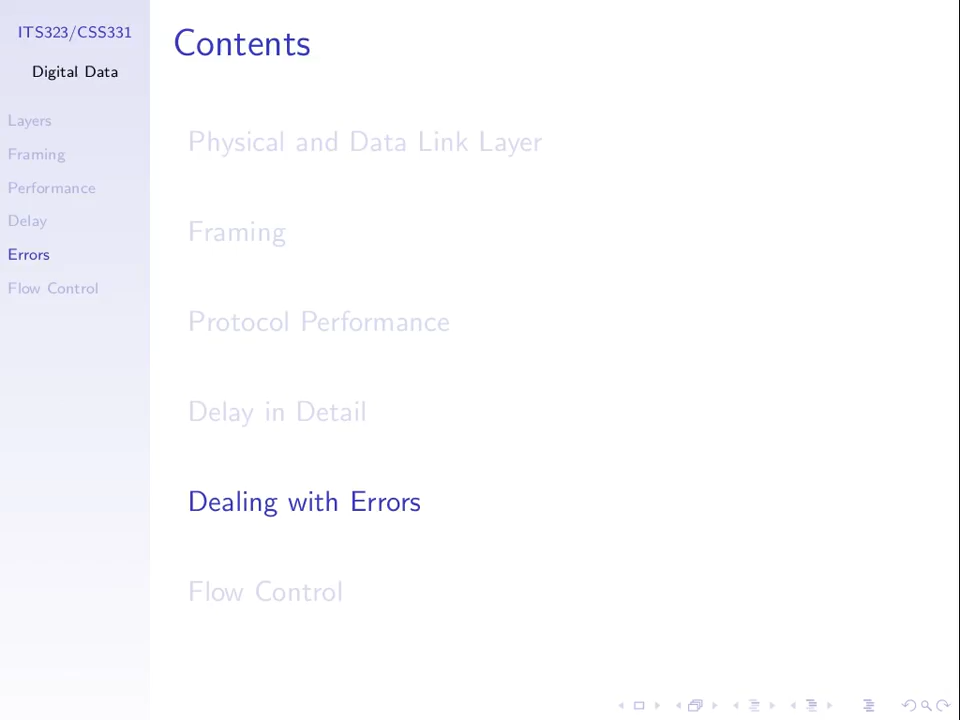 ITS323/CSS331
Digital Data
Layers
Framing
Performance
Delay
Errors
Flow Control
Contents
Physical and Data Link Layer
Framing
Protocol Performance
Delay in Detail
Dealing with Errors
Flow Control